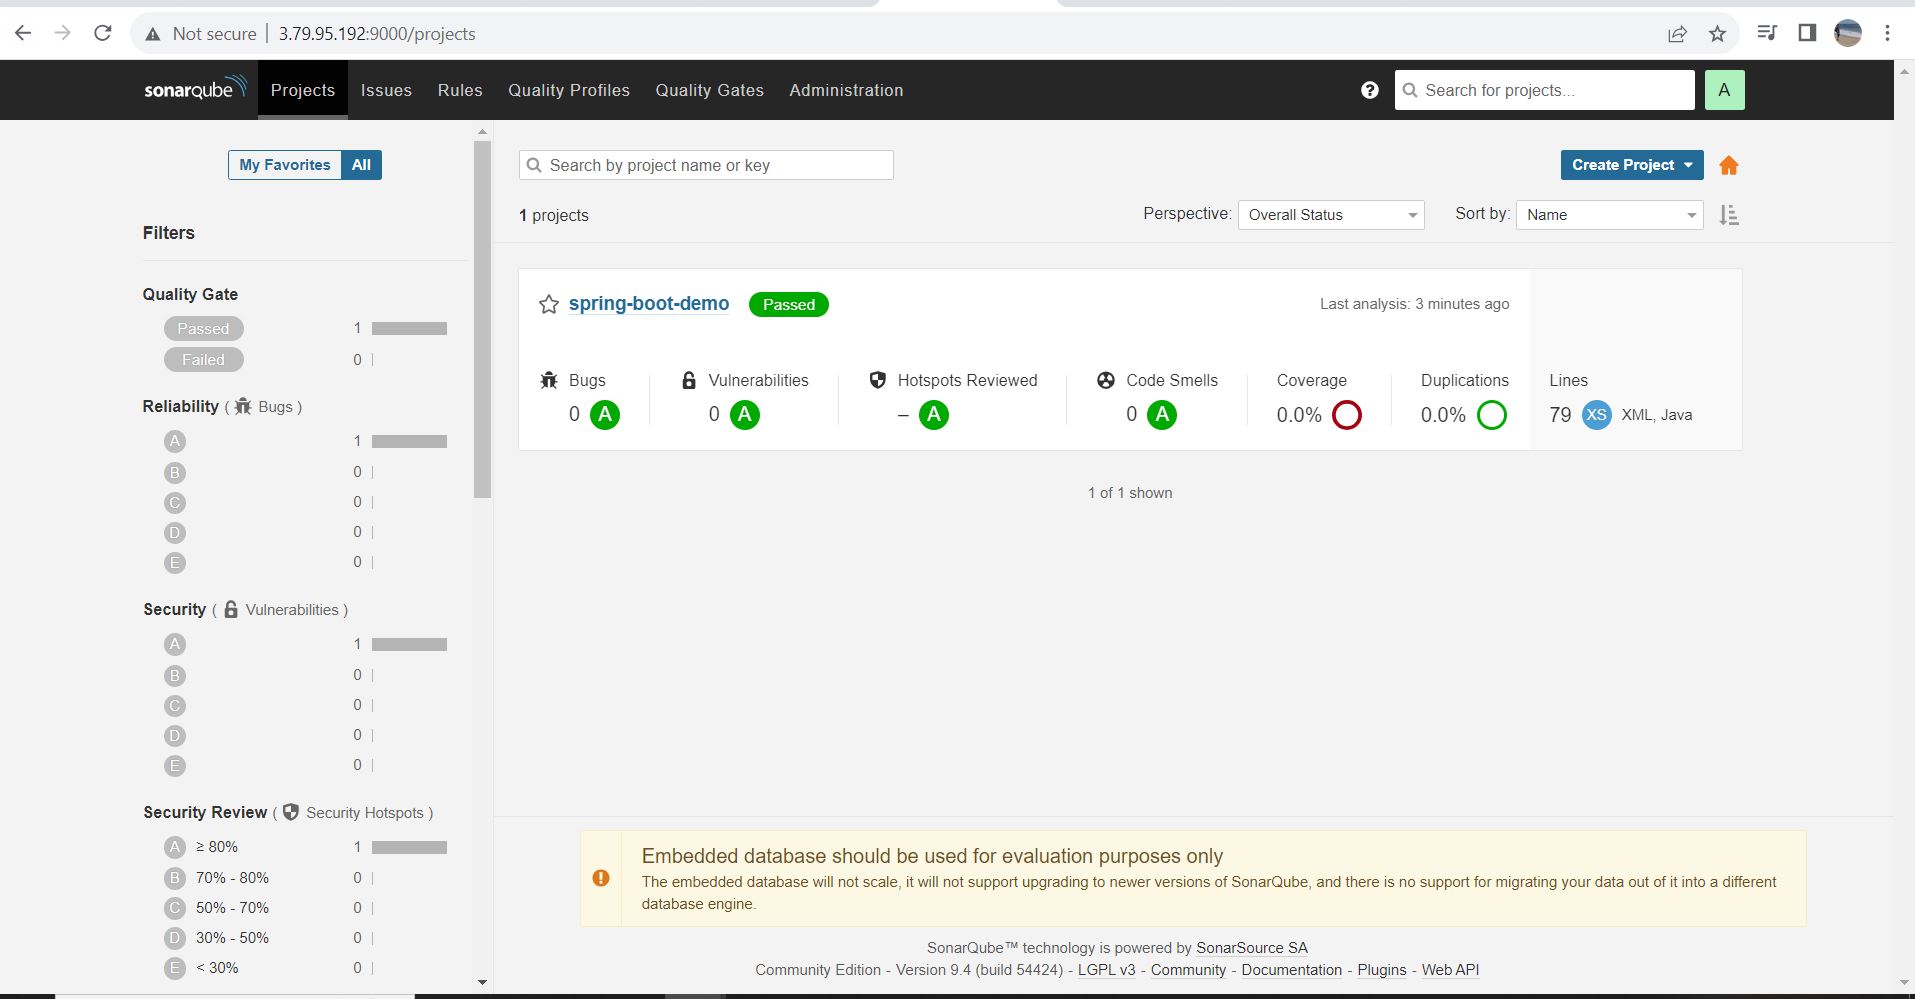 Not secure | 3.79.95.192:9000/projects
sonarqube Projects Issues Rules Quality Profiles Quality Gates Administration ? Search for projects... A
My Favorites All
Search by project name or key
Create Project
1 projects
Perspective: Overall Status
Sort by: Name
Filters
Quality Gate
Passed 1
Failed 0
Reliability ( Bugs )
A 1
B 0
C 0
D 0
E 0
Security ( Vulnerabilities )
A 1
B 0
C 0
D 0
E 0
Security Review ( Security Hotspots )
A ≥ 80% 1
B 70% - 80% 0
C 50% - 70% 0
D 30% - 50% 0
E < 30% 0
spring-boot-demo Passed
Last analysis: 3 minutes ago
Bugs Vulnerabilities Hotspots Reviewed Code Smells Coverage Duplications Lines
0 A 0 A – A 0 A 0.0% 0.0% 79 XS XML, Java
1 of 1 shown
Embedded database should be used for evaluation purposes only
The embedded database will not scale, it will not support upgrading to newer versions of SonarQube, and there is no support for migrating your data out of it into a different
database engine.
SonarQube™ technology is powered by SonarSource SA
Community Edition - Version 9.4 (build 54424) - LGPL v3 - Community - Documentation - Plugins - Web API